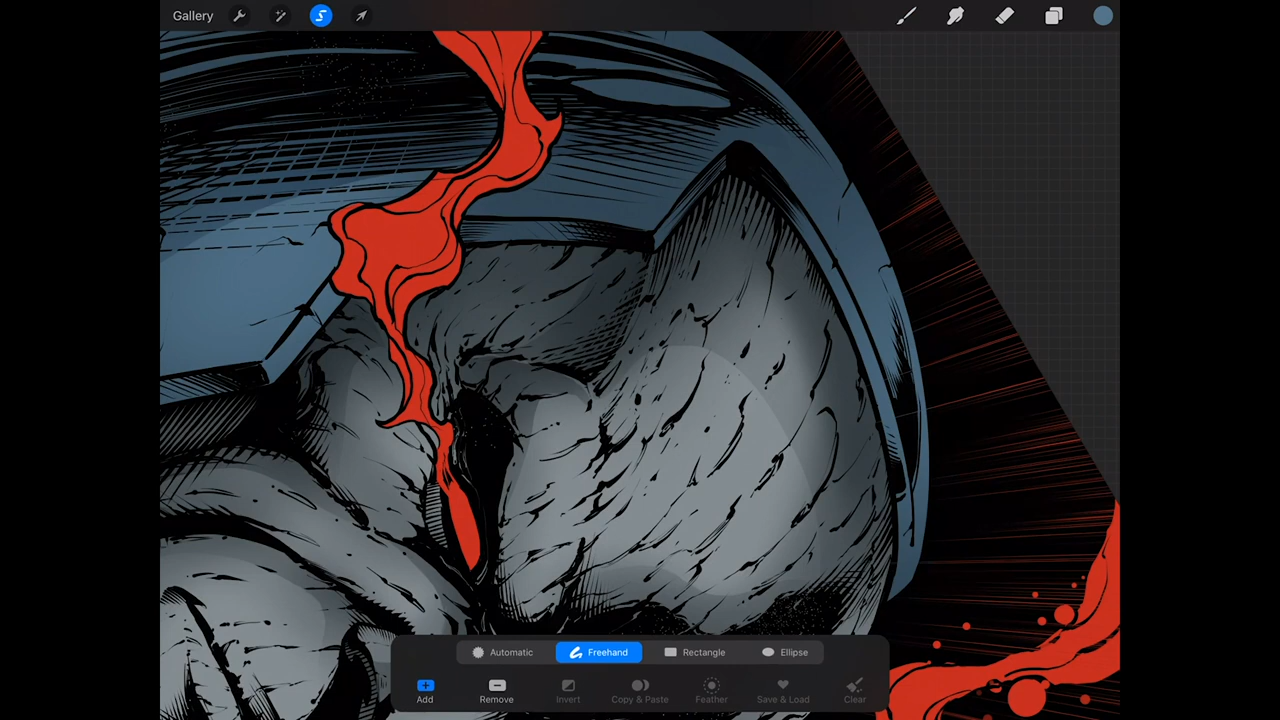 Gallery
Automatic Freehand Rectangle Ellipse
Add Remove Invert Copy & Paste Feather Save & Load Clear